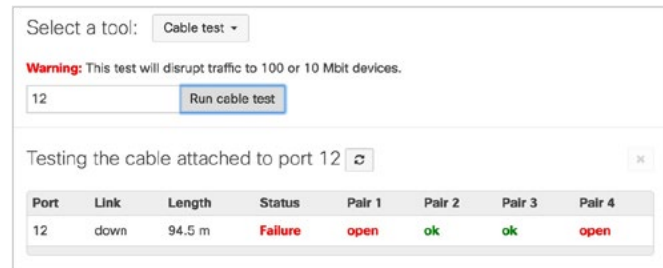 Select a tool: Cable test
Warning: This test will disrupt traffic to 100 or 10 Mbit devices.
12 Run cable test
Testing the cable attached to port 12
Port Link Length Status Pair 1 Pair 2 Pair 3 Pair 4
12 down 94.5 m Failure open ok ok open